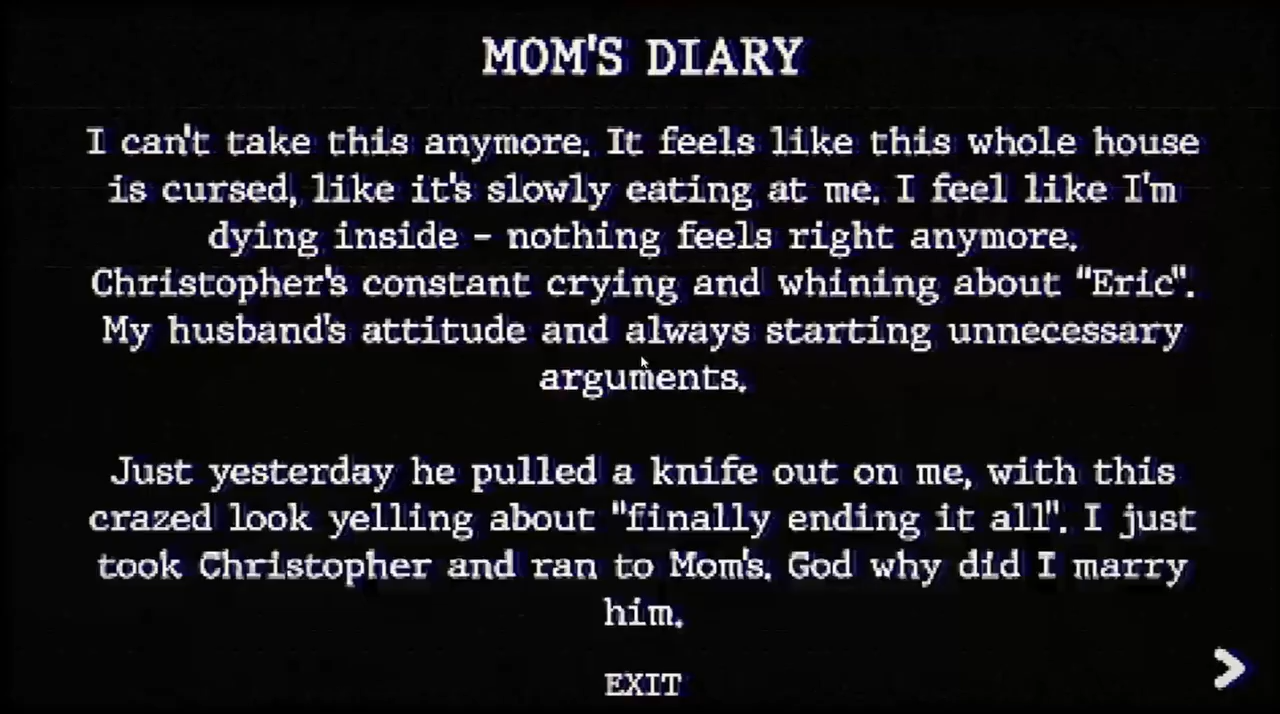 MOM'S DIARY
I can't take this anymore. It feels like this whole house
is cursed, like it's slowly eating at me. I feel like I'm
dying inside - nothing feels right anymore.
Christopher's constant crying and whining about "Eric".
My husband's attitude and always starting unnecessary
arguments.
Just yesterday he pulled a knife out on me, with this
crazed look yelling about "finally ending it all". I just
took Christopher and ran to Mom's. God why did I marry
him.
EXIT